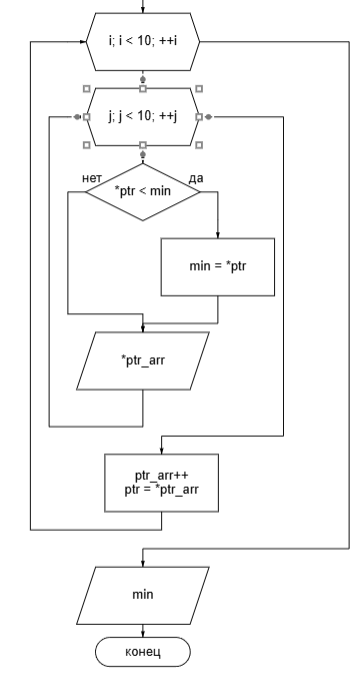 i; i < 10; ++i
j; j < 10; ++j
нет
да
*ptr < min
min = *ptr
*ptr_arr
ptr_arr++
ptr = *ptr_arr
min
конец